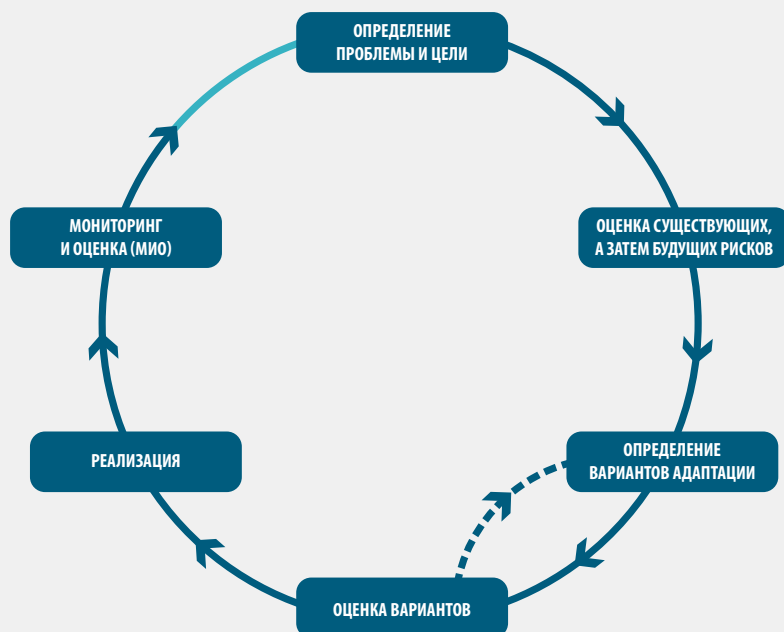 ОПРЕДЕЛЕНИЕ
ПРОБЛЕМЫ И ЦЕЛИ
ОЦЕНКА СУЩЕСТВУЮЩИХ,
А ЗАТЕМ БУДУЩИХ РИСКОВ
ОПРЕДЕЛЕНИЕ
ВАРИАНТОВ АДАПТАЦИИ
ОЦЕНКА ВАРИАНТОВ
РЕАЛИЗАЦИЯ
МОНИТОРИНГ
И ОЦЕНКА (МИО)